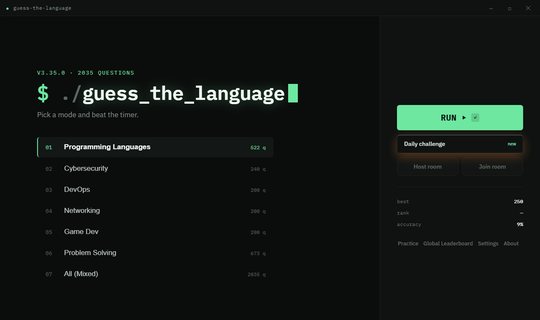 guess-the-language
V3.35.0 · 2035 QUESTIONS
$ ./guess_the_language
Pick a mode and beat the timer.
01 Programming Languages 522 q
02 Cybersecurity 240 q
03 DevOps 200 q
04 Networking 200 q
05 Game Dev 200 q
06 Problem Solving 673 q
07 All (Mixed) 2035 q
RUN
Daily challenge new
Host room Join room
best 250
rank —
accuracy 9%
Practice Global Leaderboard Settings About